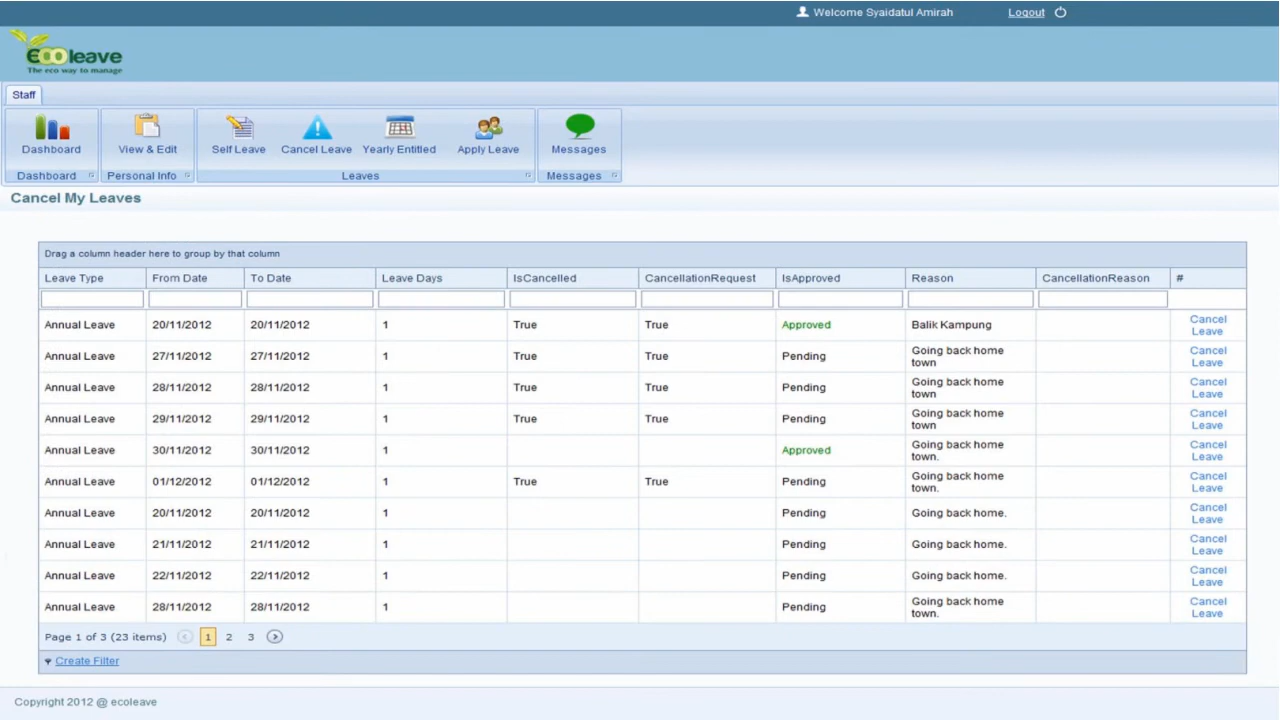 Welcome Syaidatul Amirah Logout
ecoleave
The eco way to manage
Staff
Dashboard View & Edit Self Leave Cancel Leave Yearly Entitled Apply Leave Messages
Dashboard Personal Info Leaves Messages
Cancel My Leaves
Drag a column header here to group by that column
Leave Type From Date To Date Leave Days IsCancelled CancellationRequest IsApproved Reason CancellationReason #
Annual Leave 20/11/2012 20/11/2012 1 True True Approved Balik Kampung Cancel
Leave
Annual Leave 27/11/2012 27/11/2012 1 True True Pending Going back home Cancel
town Leave
Annual Leave 28/11/2012 28/11/2012 1 True True Pending Going back home Cancel
town Leave
Annual Leave 29/11/2012 29/11/2012 1 True True Pending Going back home Cancel
town Leave
Annual Leave 30/11/2012 30/11/2012 1 Approved Going back home Cancel
town. Leave
Annual Leave 01/12/2012 01/12/2012 1 True True Pending Going back home Cancel
town. Leave
Annual Leave 20/11/2012 20/11/2012 1 Pending Going back home. Cancel
Leave
Annual Leave 21/11/2012 21/11/2012 1 Pending Going back home. Cancel
Leave
Annual Leave 22/11/2012 22/11/2012 1 Pending Going back home. Cancel
Leave
Annual Leave 28/11/2012 28/11/2012 1 Pending Going back home Cancel
town. Leave
Page 1 of 3 (23 items) 1 2 3
Create Filter
Copyright 2012 @ ecoleave